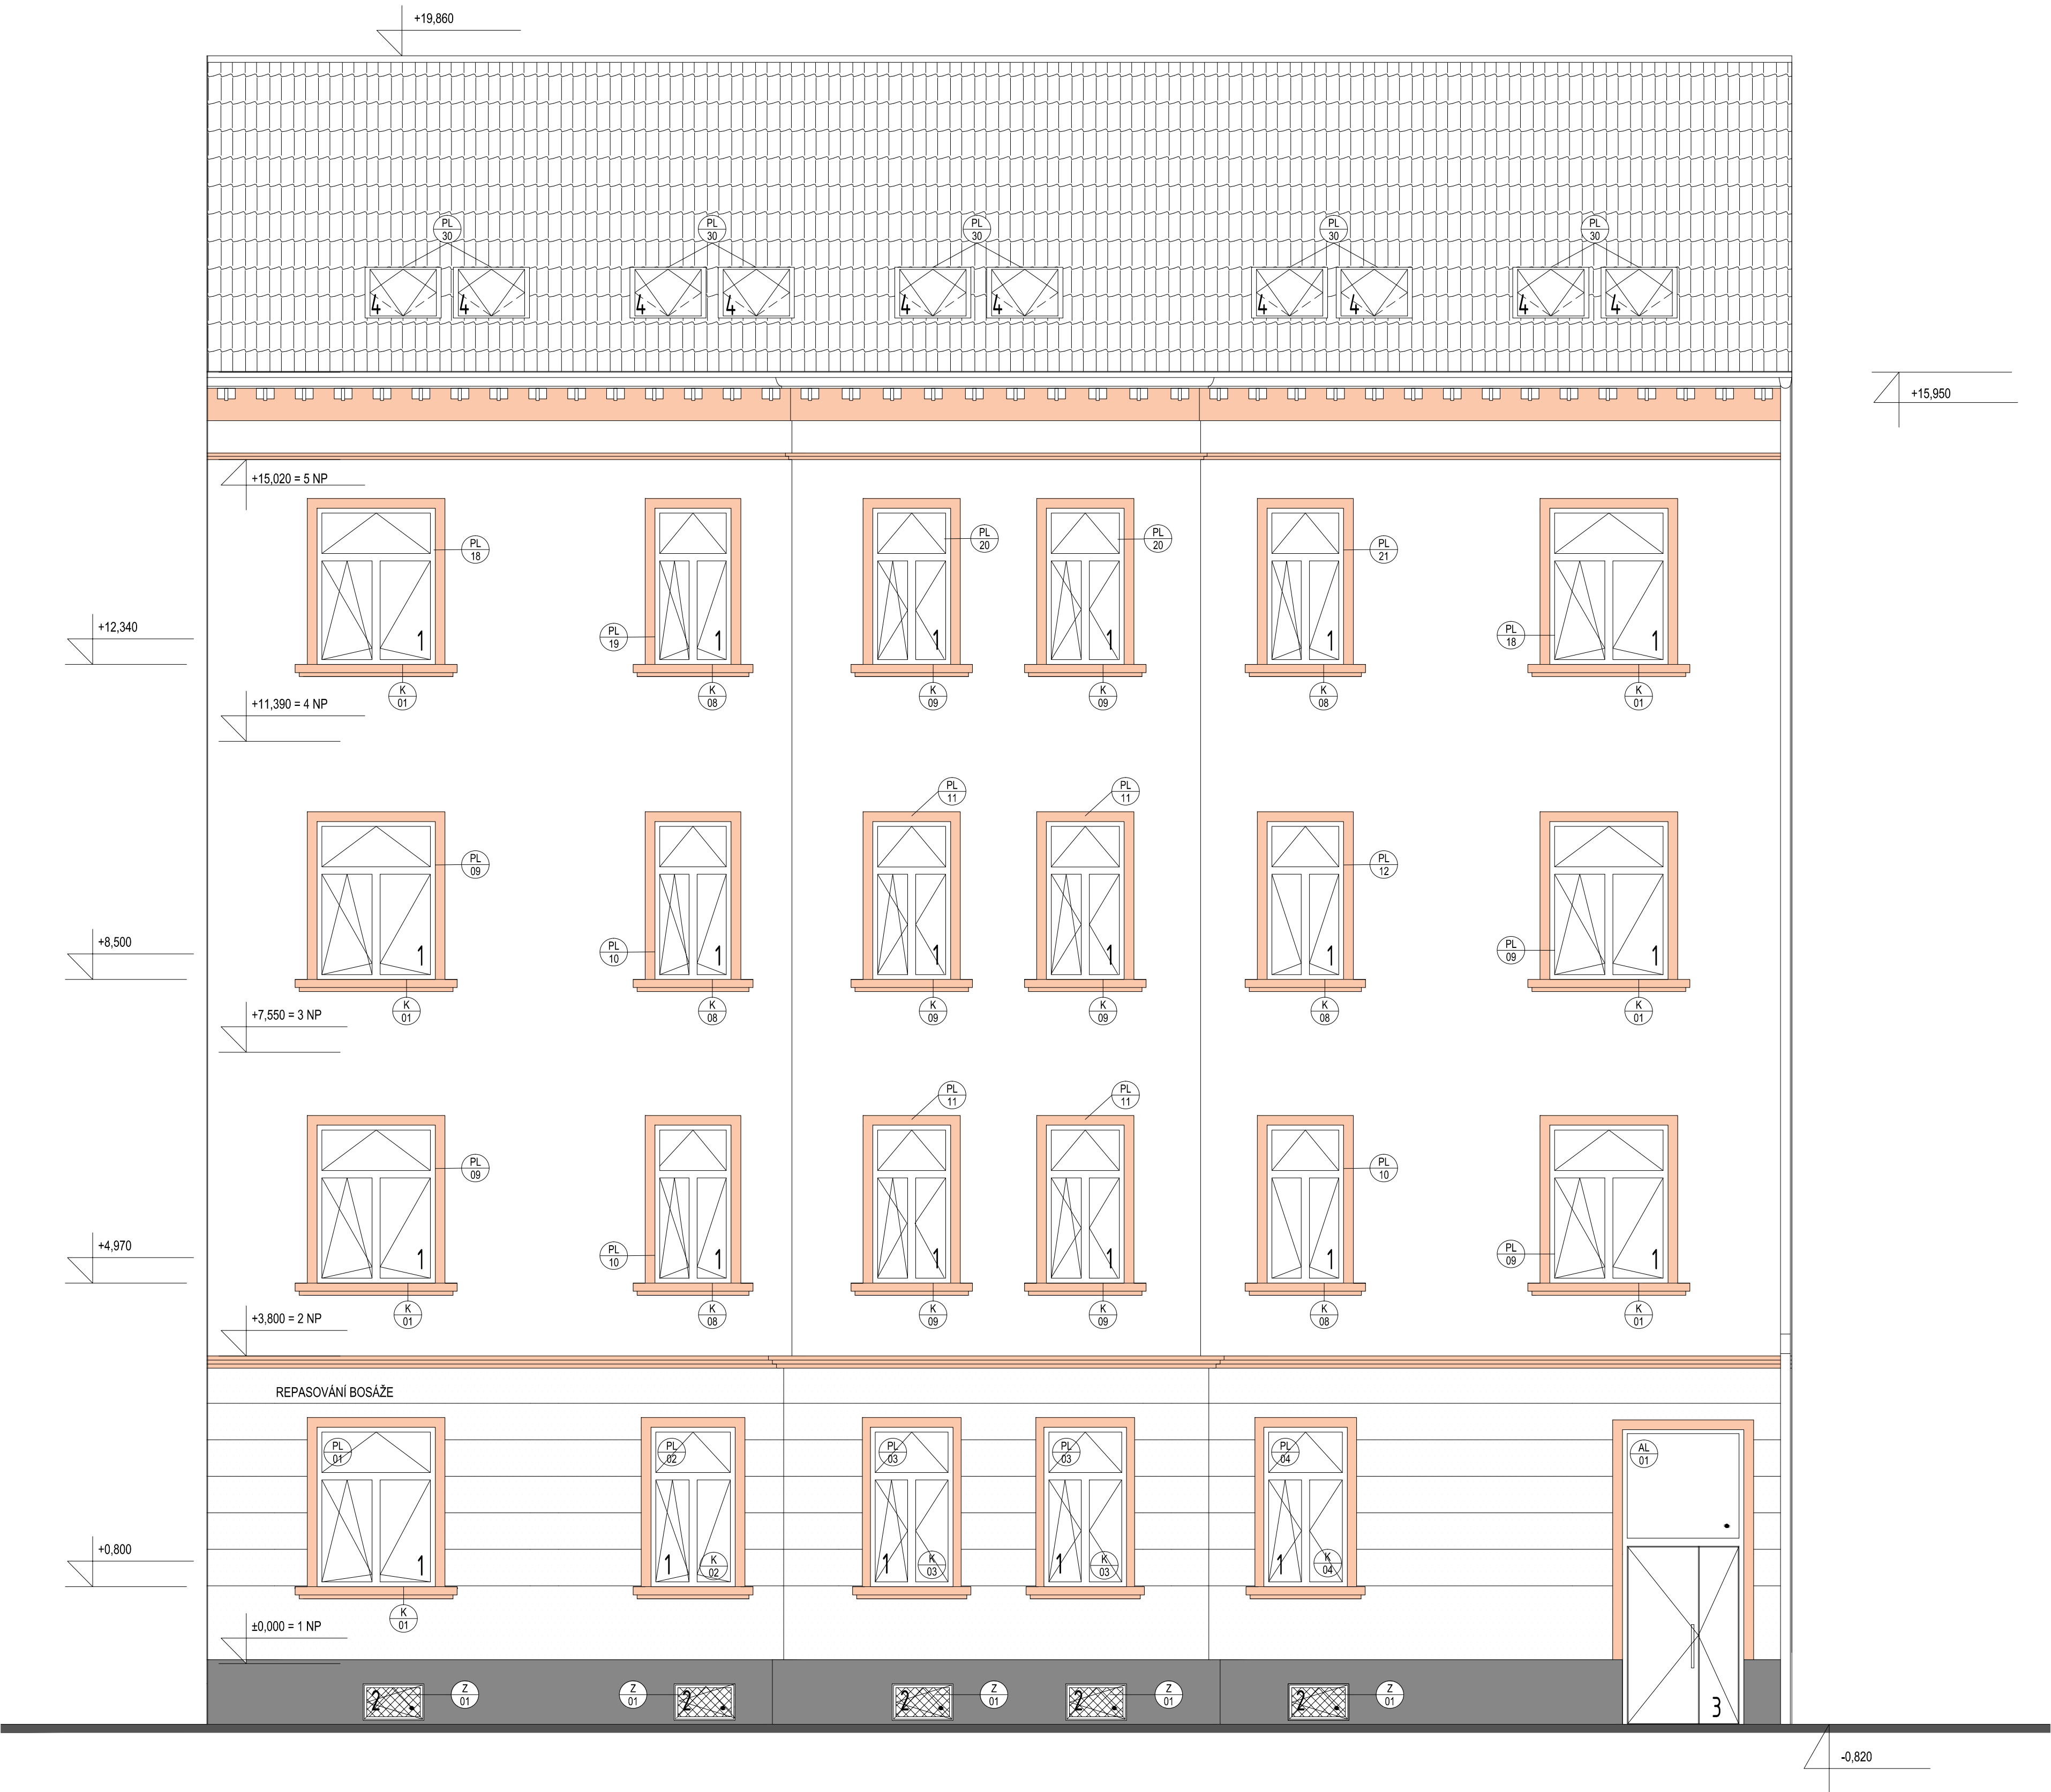 +19,860
PL PL PL PL PL
30 30 30 30 30
4 4 4 4 4 4 4 4 4 4
+15,950
+15,020 = 5 NP
PL PL PL PL
18 20 20 21
+12,340
PL PL
19 18
1 1 1 1 1 1
K K K K K K
01 08 09 09 08 01
+11,390 = 4 NP
PL PL
11 11
PL PL
09 12
+8,500
PL PL
10 09
1 1 1 1 1 1
K K K K K K
01 08 09 09 08 01
+7,550 = 3 NP
PL PL
11 11
PL PL
09 10
+4,970
PL PL
10 09
1 1 1 1 1 1
K K K K K K
01 08 09 09 08 01
+3,800 = 2 NP
REPASOVÁNÍ BOSÁŽE
PL PL PL PL PL AL
01 02 03 03 04 01
+0,800
1 1 1 1 1
K K K K
02 03 03 04
K
01
±0,000 = 1 NP
Z Z Z Z Z
01 01 01 01 01
2 2 2 2 2 3
-0,820